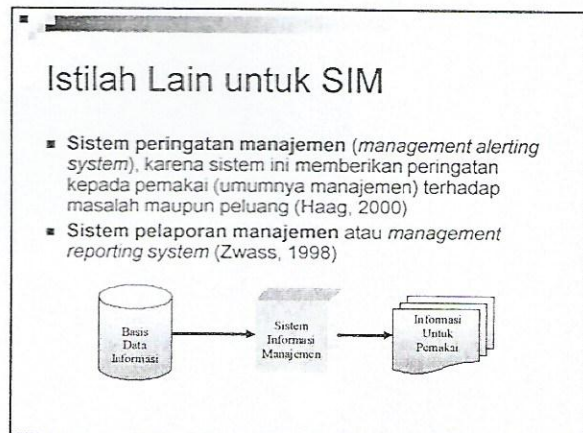 Istilah Lain untuk SIM
Sistem peringatan manajemen (management alerting
system), karena sistem ini memberikan peringatan
kepada pemakai (umumnya manajemen) terhadap
masalah maupun peluang (Haag, 2000)
Sistem pelaporan manajemen atau management
reporting system (Zwass, 1998)
Basis
Data
Informasi
Sistem
Informasi
Manajemen
Informasi
Untuk
Pemakai